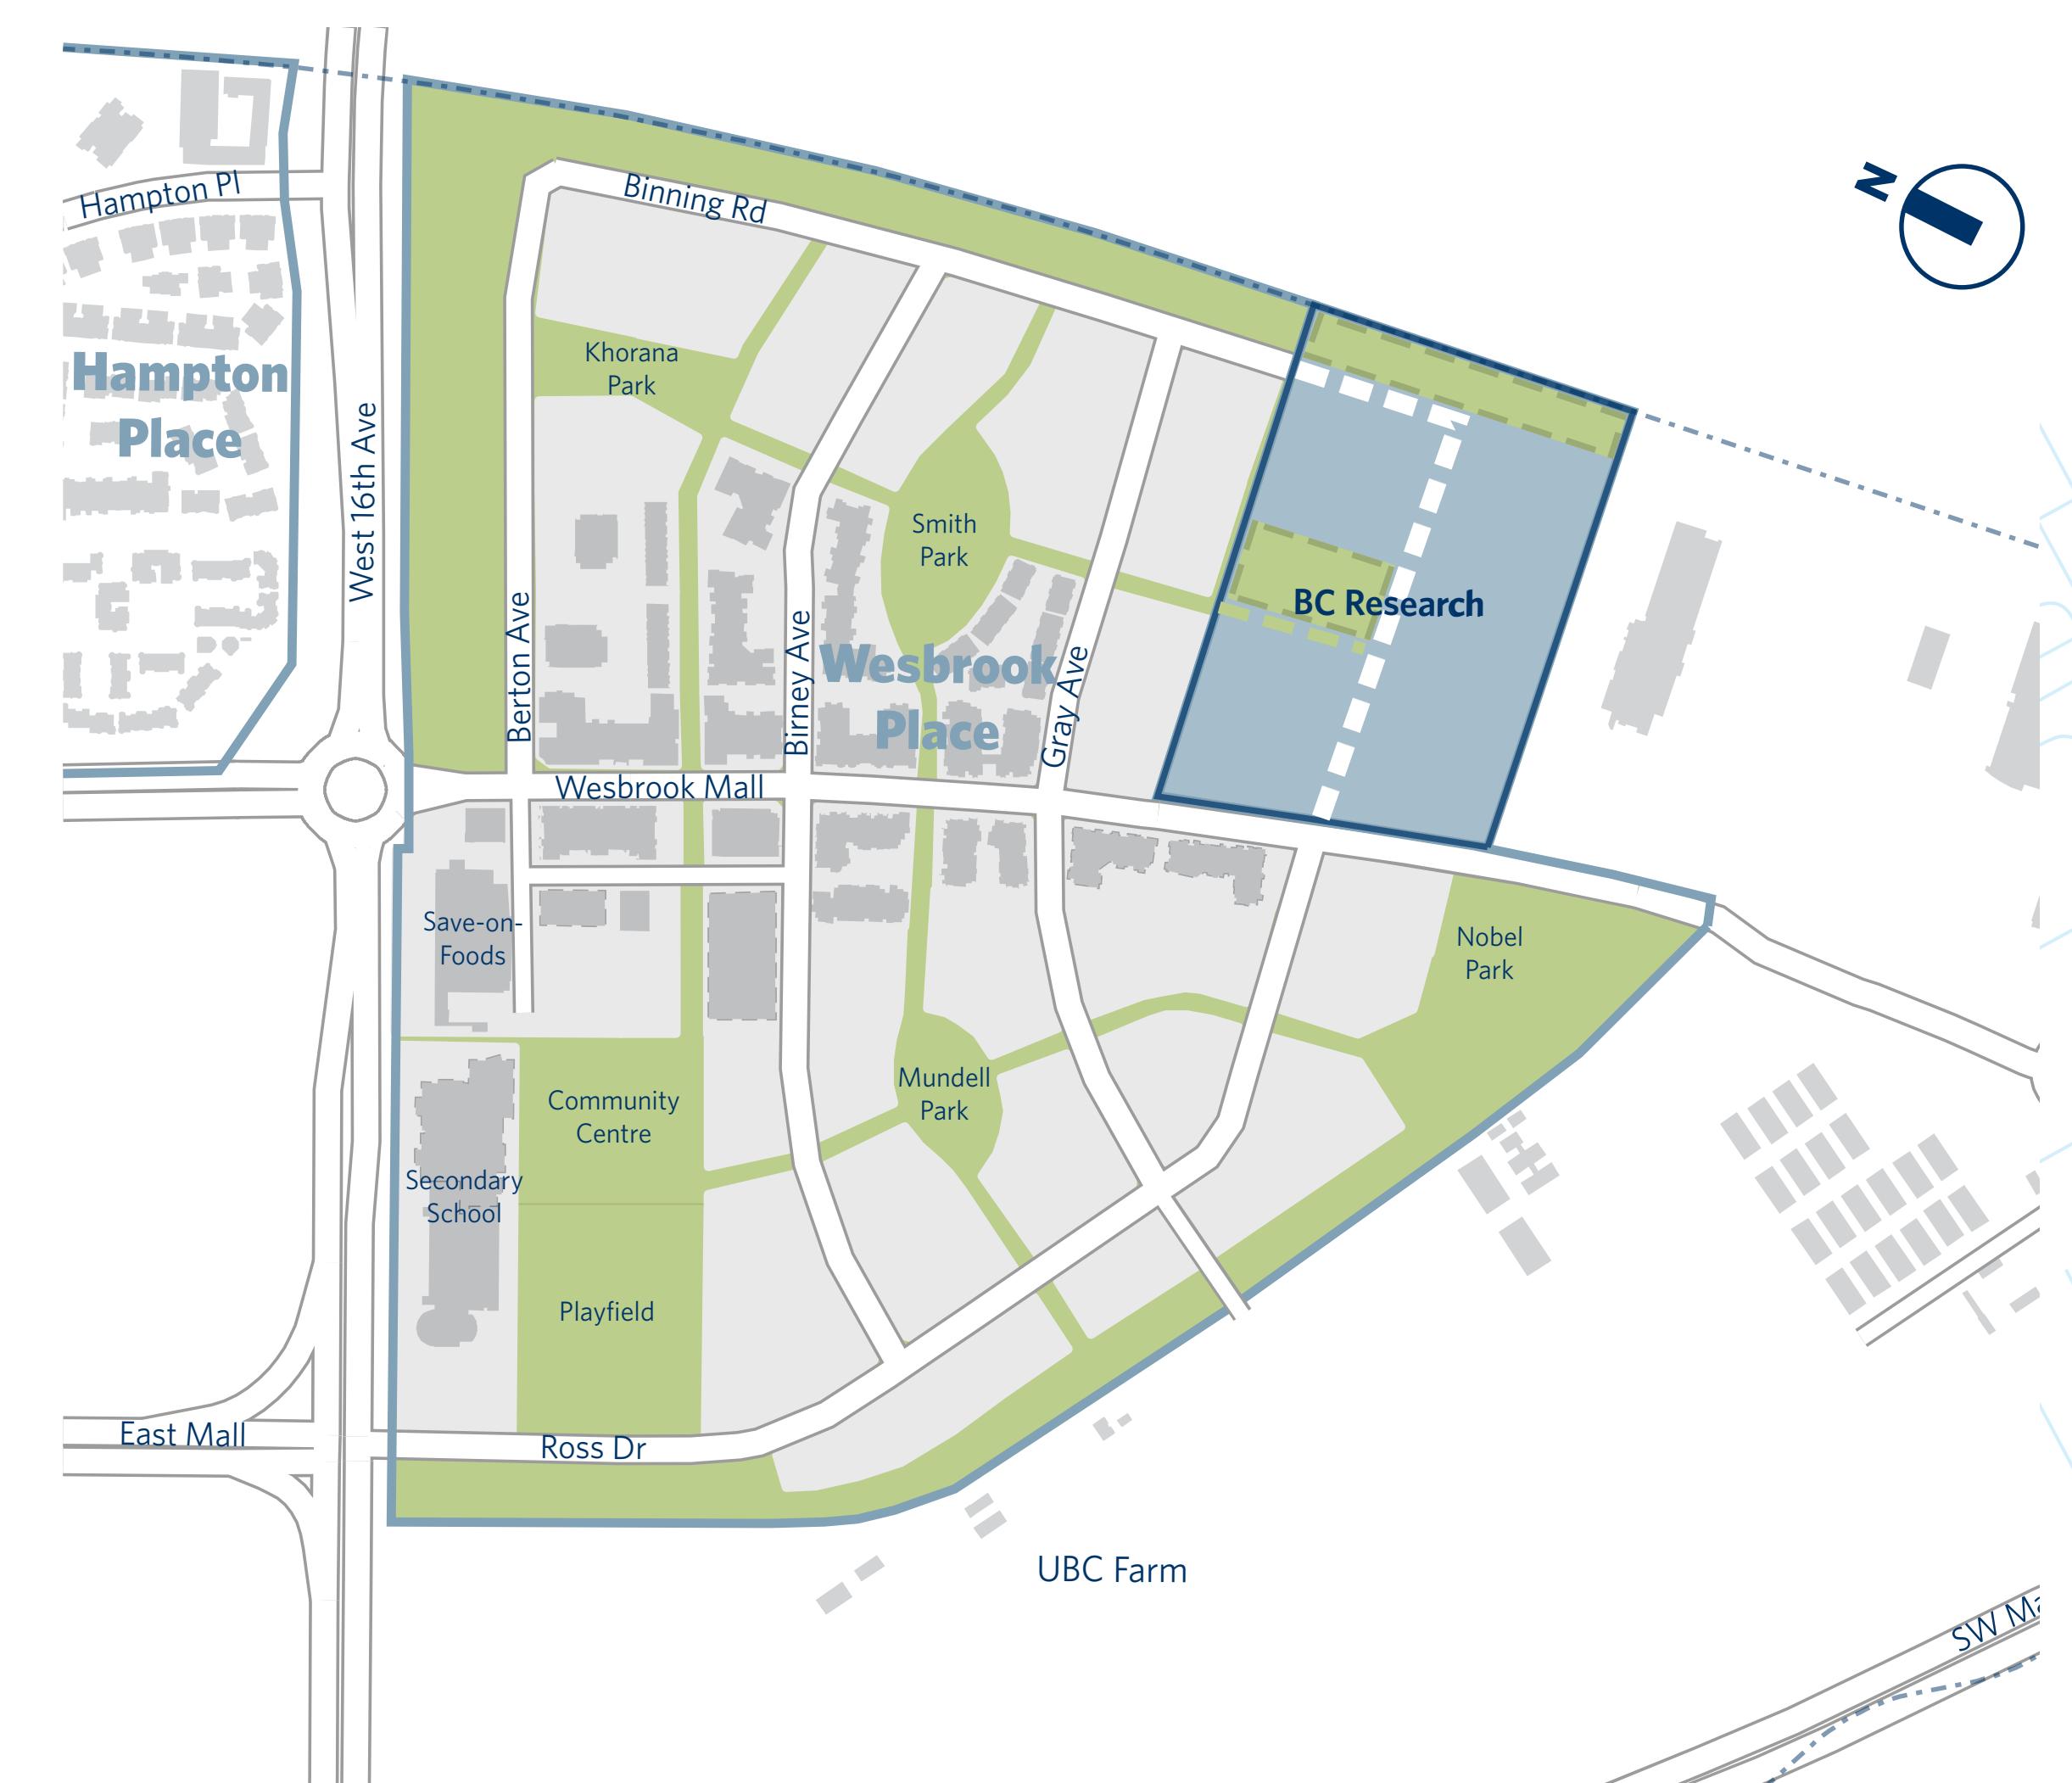 N
Hampton Pl
Binning Rd
Khorana
Park
Hampton
Place
West 16th Ave
Smith
Park
BC Research
Berton Ave
Birney Ave
Wesbrook
Place
Gray Ave
Wesbrook Mall
Save-on-
Foods
Nobel
Park
Community
Centre
Mundell
Park
Secondary
School
Playfield
East Mall
Ross Dr
UBC Farm
SW